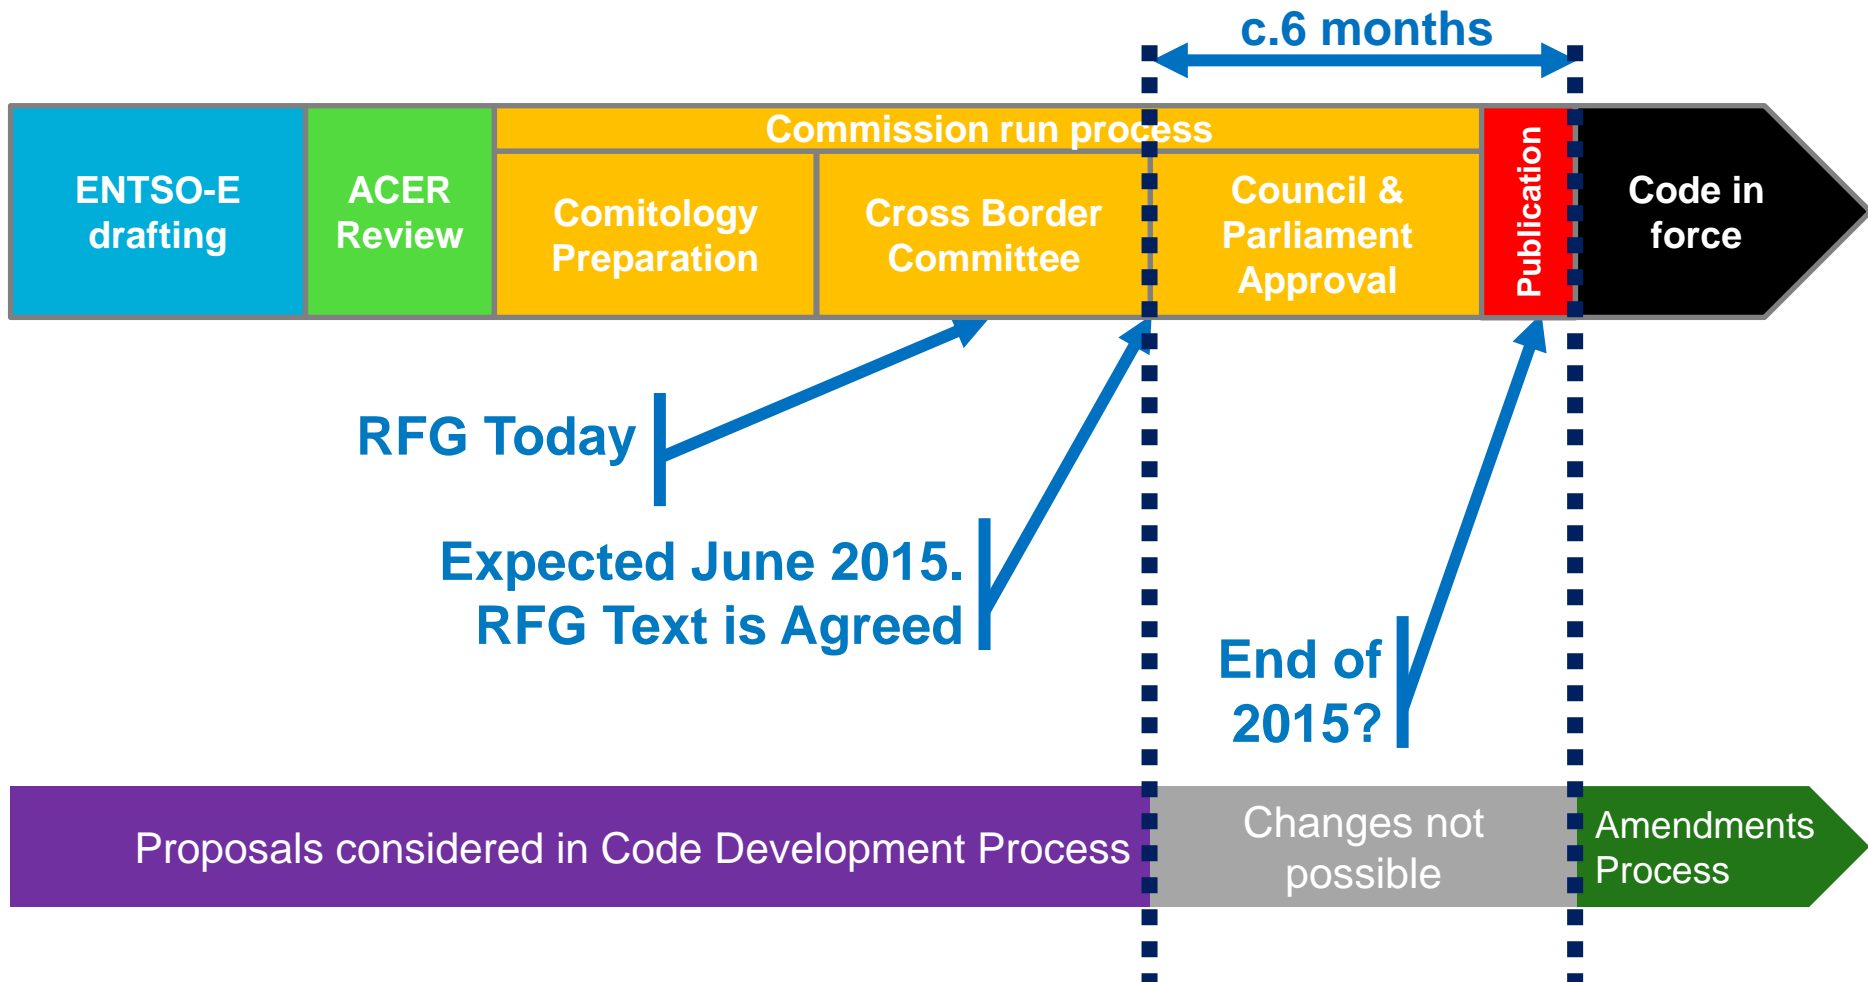 c.6 months
Commission run process
ENTSO-E
drafting
ACER
Review
Comitology
Preparation
Cross Border
Committee
Council &
Parliament
Approval
Publication
Code in
force
RFG Today
Expected June 2015.
RFG Text is Agreed
End of
2015?
Proposals considered in Code Development Process
Changes not
possible
Amendments
Process